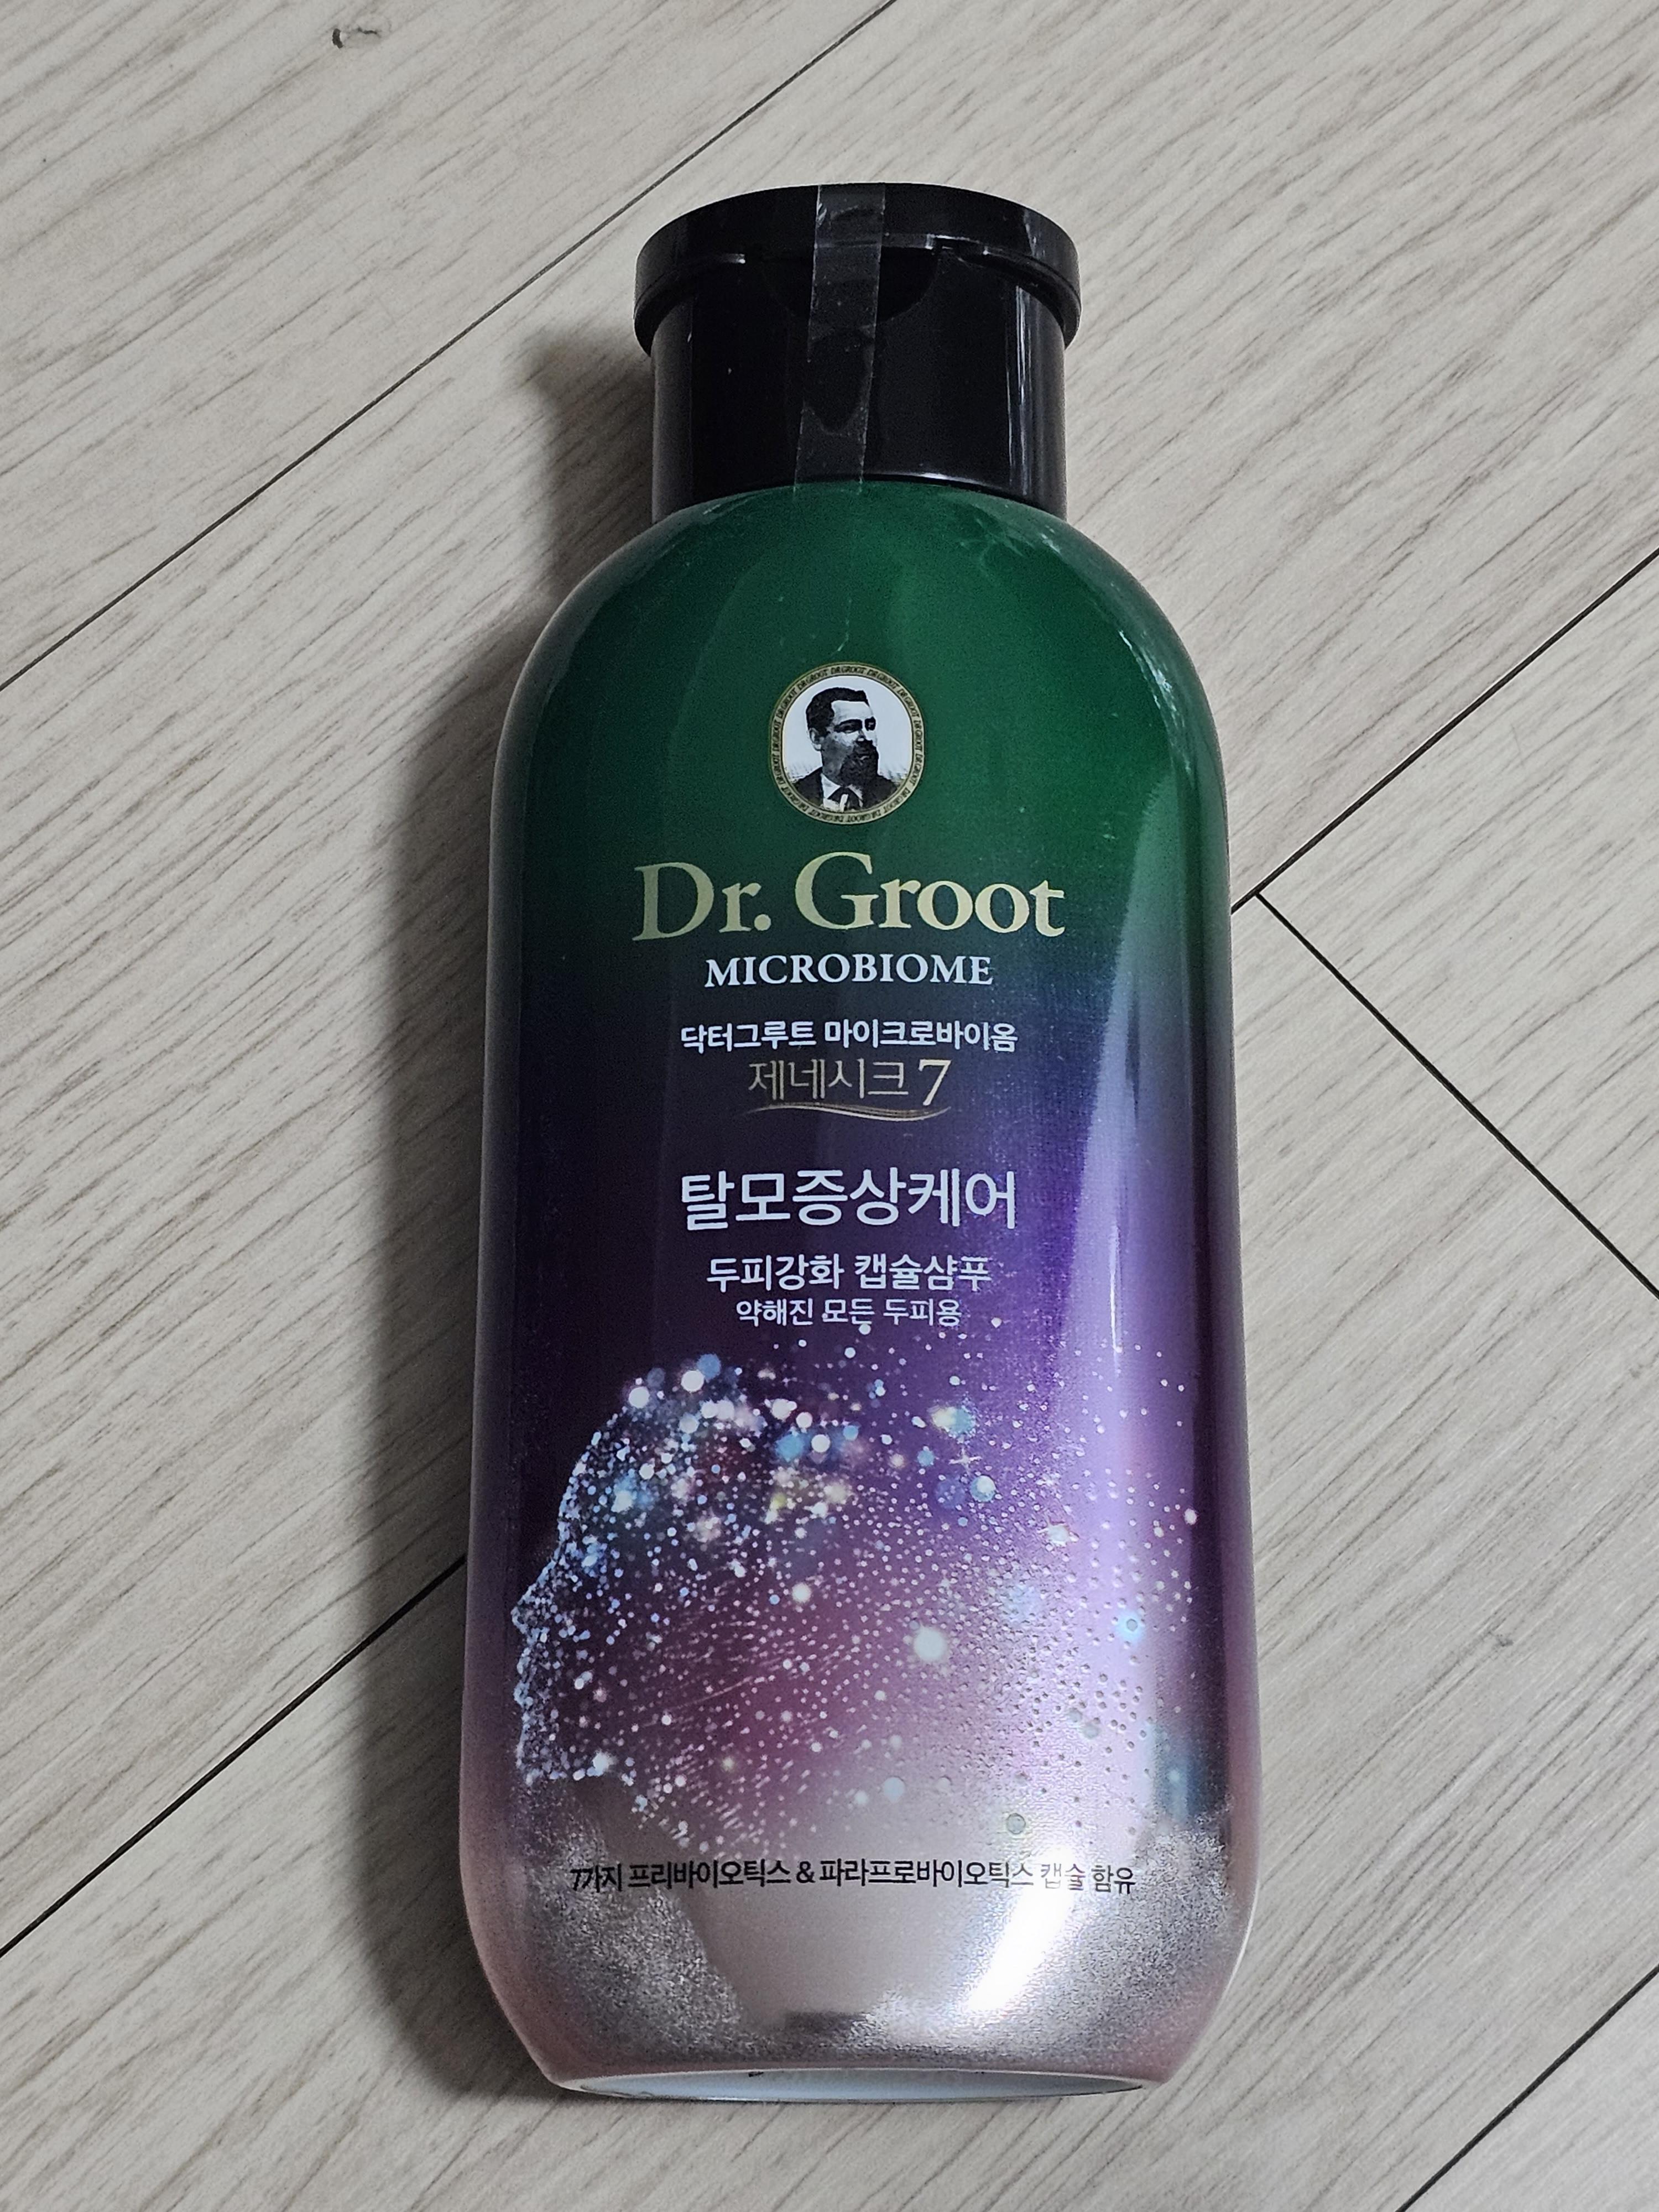 Dr. Groot
MICROBIOME
닥터그루트 마이크로바이옴
제네시크 7
탈모증상케어
두피강화 캡슐샴푸
약해진 모든 두피용
7가지 프리바이오틱스 & 파라프로바이오틱스 캡슐 함유